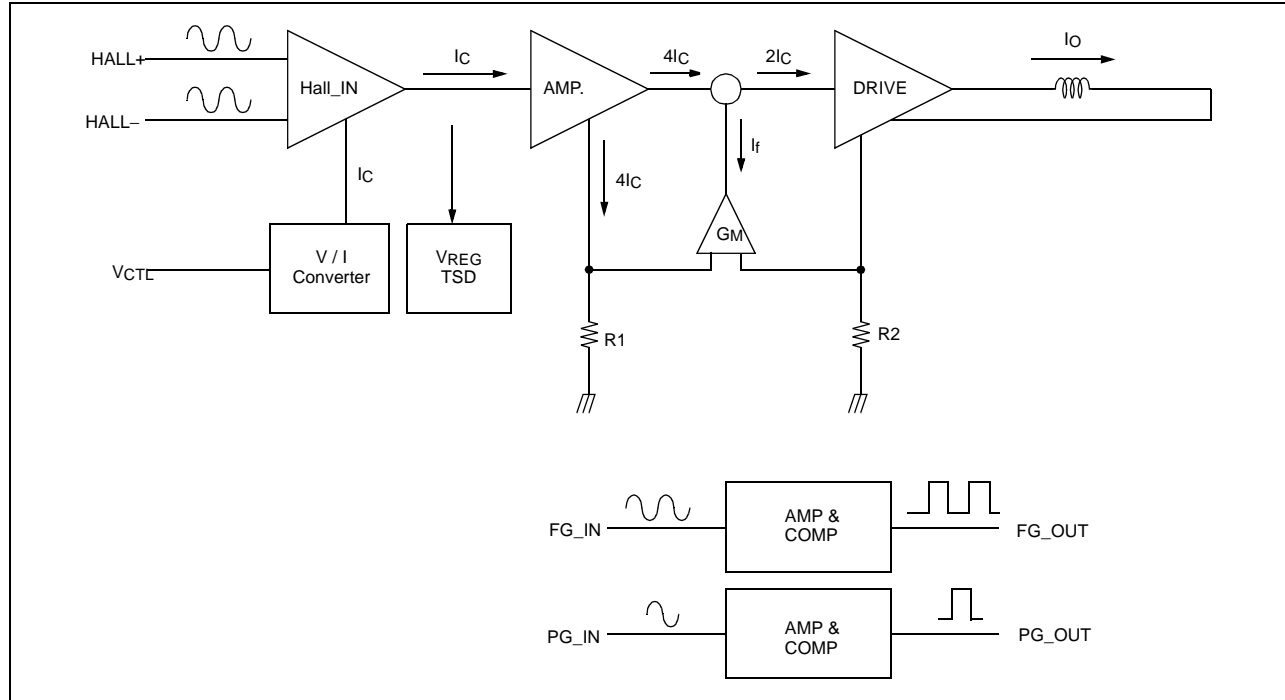 HALL+
HALL−
Hall_IN
IC
AMP.
4IC
2IC
DRIVE
IO
IC
4IC
If
GM
VCTL
V / I
Converter
VREG
TSD
R1
R2
FG_IN
AMP &
COMP
FG_OUT
PG_IN
AMP &
COMP
PG_OUT